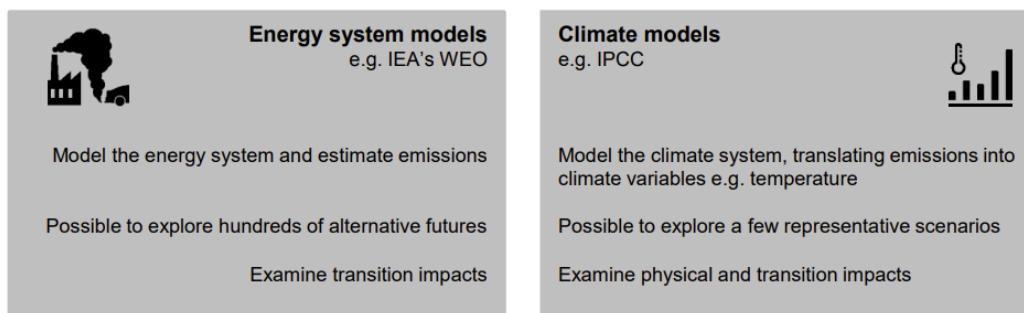 Energy system models
e.g. IEA's WEO
Model the energy system and estimate emissions
Possible to explore hundreds of alternative futures
Examine transition impacts
Climate models
e.g. IPCC
Model the climate system, translating emissions into
climate variables e.g. temperature
Possible to explore a few representative scenarios
Examine physical and transition impacts